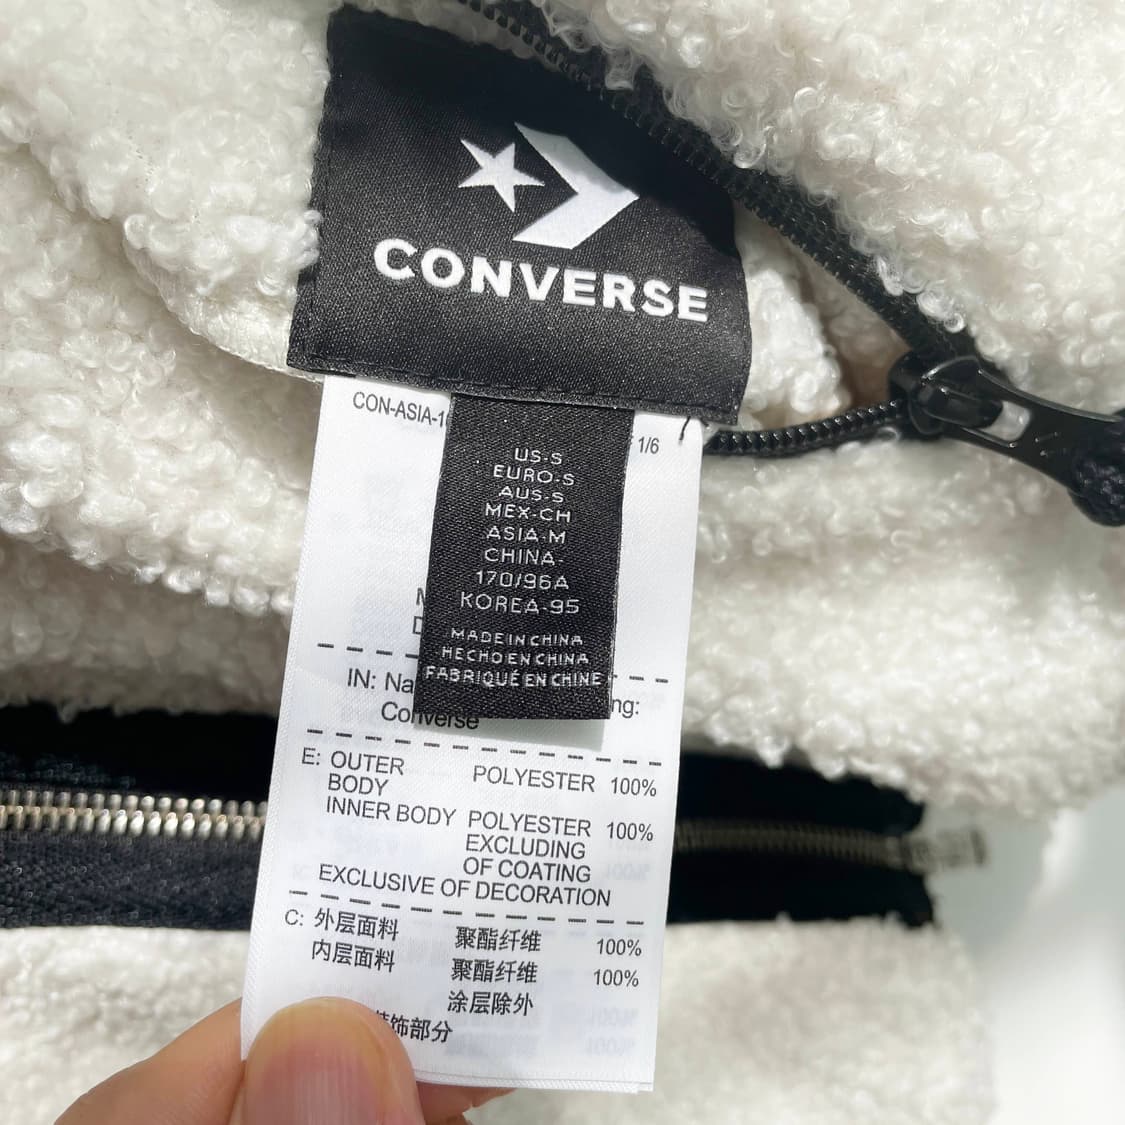 CONVERSE
CON-ASIA-1
1/6
US-S
EURO-S
AUS-S
MEX-CH
ASIA-M
CHINA-
170/96A
KOREA-95
MADE IN CHINA
HECHO EN CHINA
FABRIQUÉ EN CHINE
IN:
Converse
E: OUTER BODY POLYESTER 100%
INNER BODY POLYESTER 100%
EXCLUDING
OF COATING
EXCLUSIVE OF DECORATION
C: 外层面料 聚酯纤维 100%
内层面料 聚酯纤维 100%
涂层除外
饰部分